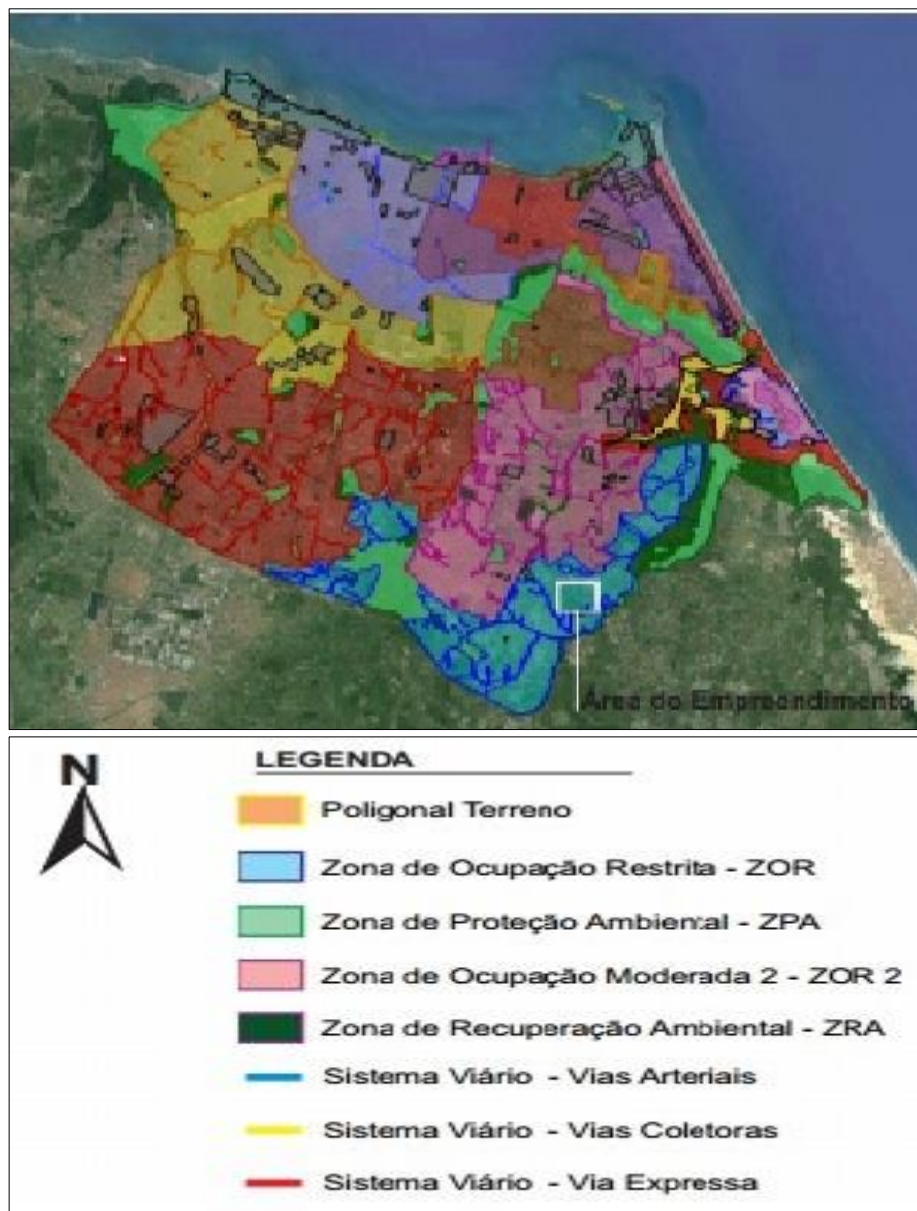 Área do Empreendimento
N
LEGENDA
Poligonal Terreno
Zona de Ocupação Restrita - ZOR
Zona de Proteção Ambiental - ZPA
Zona de Ocupação Moderada 2 - ZOR 2
Zona de Recuperação Ambiental - ZRA
Sistema Viário - Vias Arteriais
Sistema Viário - Vias Coletoras
Sistema Viário - Via Expressa